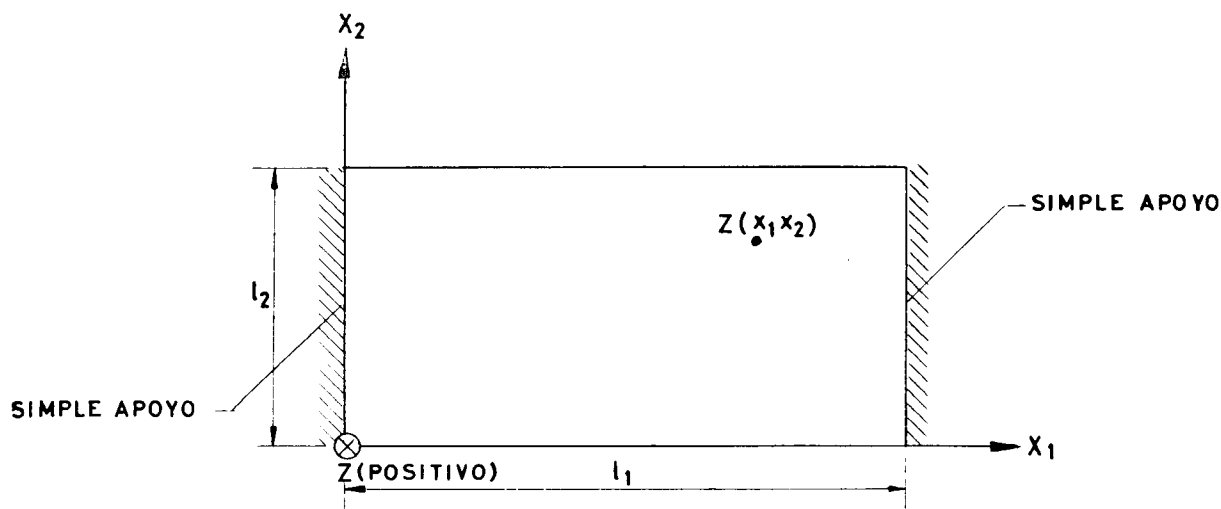 X₂
Z(X₁X₂)
SIMPLE APOYO
l₂
SIMPLE APOYO
Z(POSITIVO)
l₁
X₁